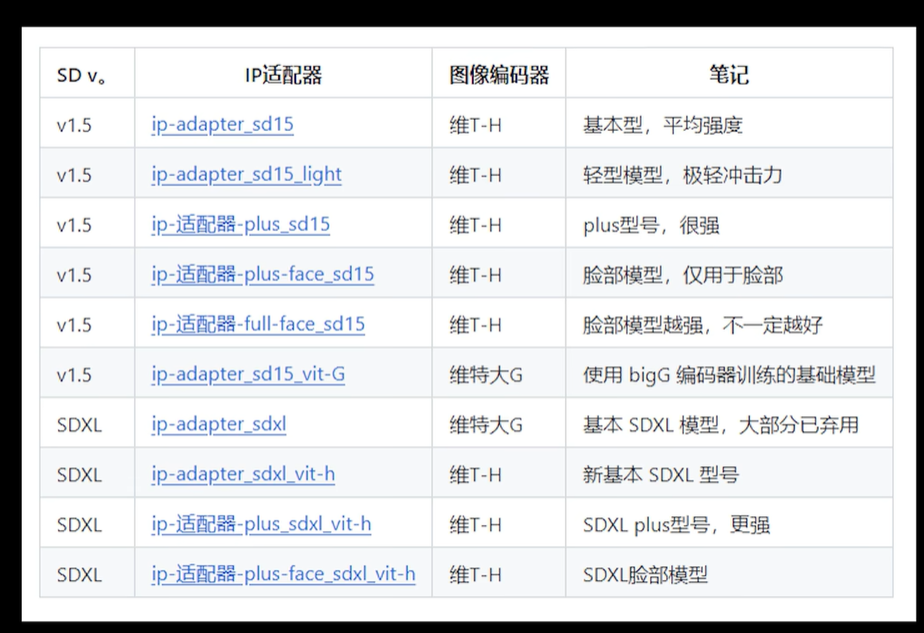 SD v。 IP适配器 图像编码器 笔记
v1.5 ip-adapter_sd15 维T-H 基本型，平均强度
v1.5 ip-adapter_sd15_light 维T-H 轻型模型，极轻冲击力
v1.5 ip-适配器-plus_sd15 维T-H plus型号，很强
v1.5 ip-适配器-plus-face_sd15 维T-H 脸部模型，仅用于脸部
v1.5 ip-适配器-full-face_sd15 维T-H 脸部模型越强，不一定越好
v1.5 ip-adapter_sd15_vit-G 维特大G 使用 bigG 编码器训练的基础模型
SDXL ip-adapter_sdxl 维特大G 基本 SDXL 模型，大部分已弃用
SDXL ip-adapter_sdxl_vit-h 维T-H 新基本 SDXL 型号
SDXL ip-适配器-plus_sdxl_vit-h 维T-H SDXL plus型号，更强
SDXL ip-适配器-plus-face_sdxl_vit-h 维T-H SDXL脸部模型